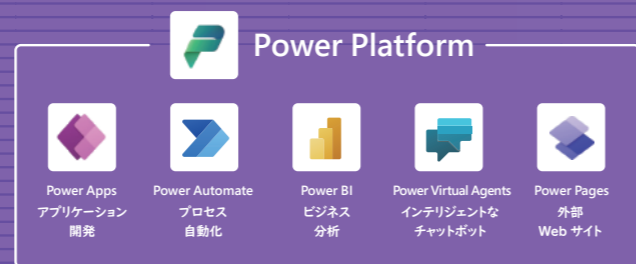 Power Platform
Power Apps
アプリケーション
開発
Power Automate
プロセス
自動化
Power BI
ビジネス
分析
Power Virtual Agents
インテリジェントな
チャットボット
Power Pages
外部
Web サイト